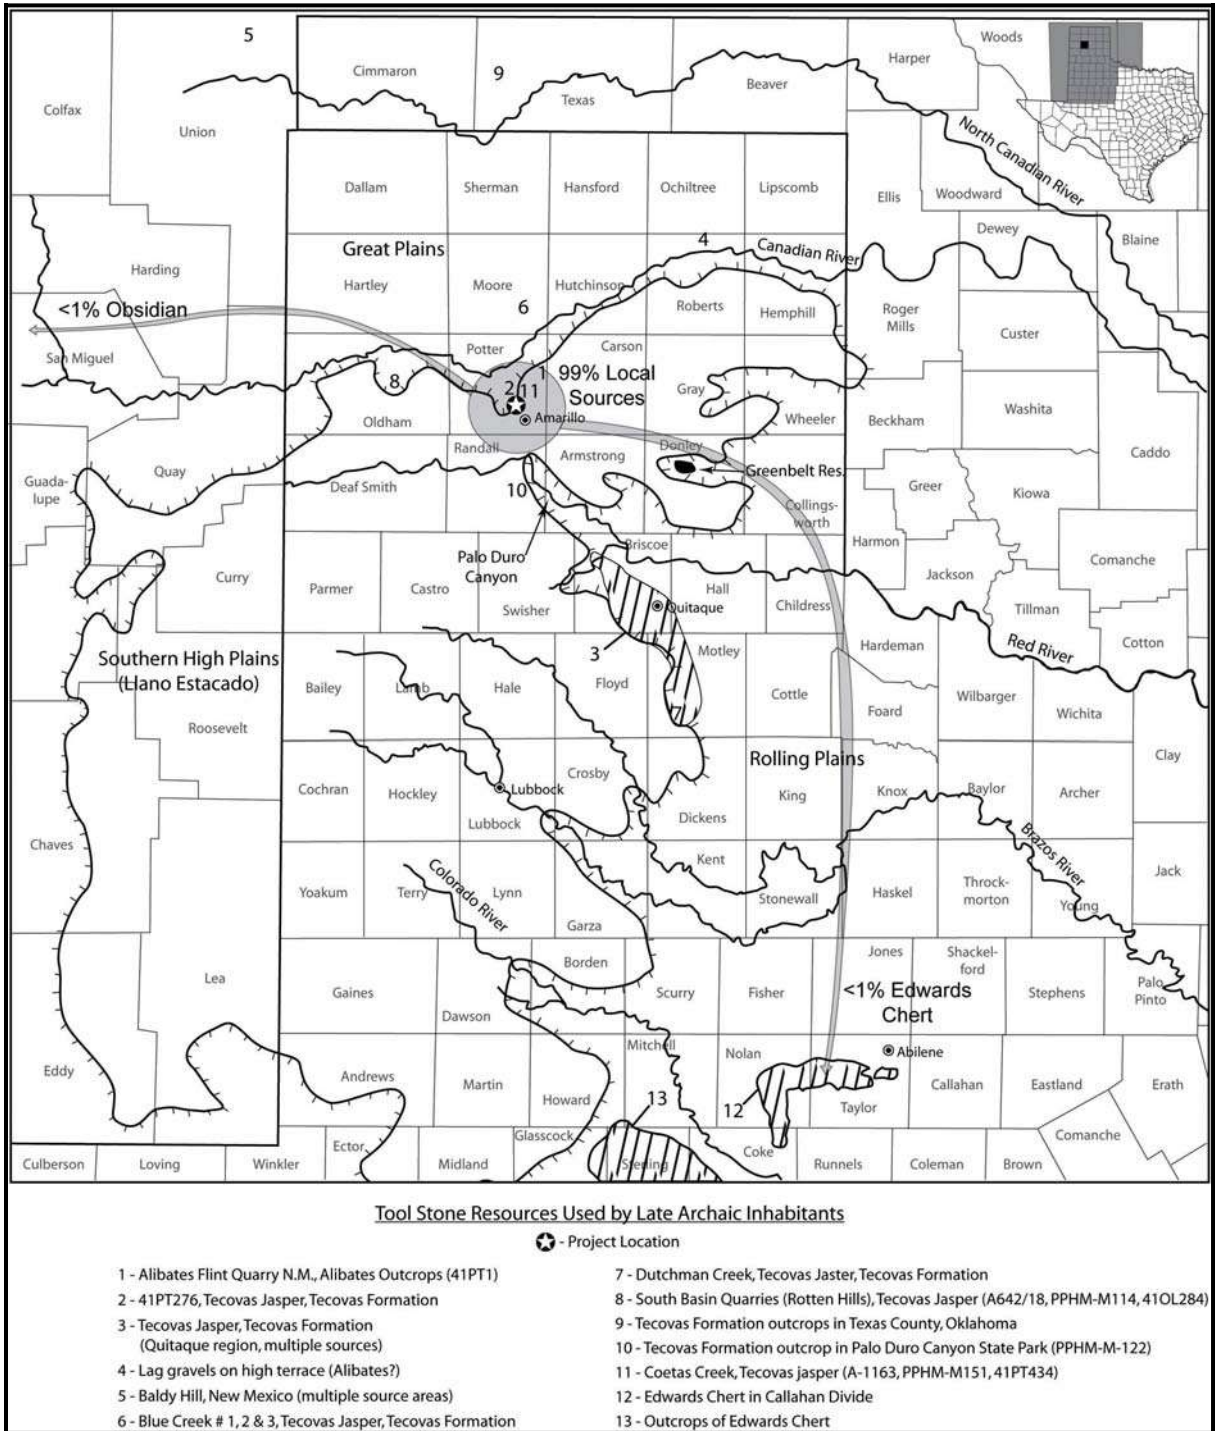 5
Colfax
Union
Cimmaron
9
Texas
Beaver
Harper
Woods
North Canadian River
Dallam
Sherman
Hansford
Ochiltree
Lipscomb
Ellis
Woodward
Dewey
Blaine
Harding
Great Plains
4
Canadian River
Hartley
Moore
Hutchinson
Roberts
Hemphill
Roger
Mills
Custer
<1% Obsidian
6
San Miguel
Potter
Carson
8
2
1
11
99% Local
Sources
Gray
Wheeler
Beckham
Washita
Oldham
Amarillo
Randall
Armstrong
Donley
Greenbelt Res.
Caddo
Guada-
lupe
Quay
Deaf Smith
10
Collings-
worth
Greer
Kiowa
Harmon
Palo Duro
Canyon
Briscoe
Comanche
Curry
Parmer
Castro
Swisher
Quitaque
Hall
Childress
Jackson
Tillman
Cotton
Red River
Southern High Plains
(Llano Estacado)
3
Motley
Hardeman
Bailey
Lamb
Hale
Floyd
7
Cottle
Foard
Wilbarger
Wichita
Roosevelt
Clay
Rolling Plains
Cochran
Hockley
Lubbock
Lubbock
Crosby
Dickens
King
Knox
Baylor
Archer
Chaves
Brazos River
Yoakum
Terry
Colorado River
Lynn
Garza
Kent
Stonewall
Haskel
Throck-
morton
Young
Jack
Lea
Gaines
Dawson
Borden
Scurry
Fisher
Jones
Shackel-
ford
Stephens
Palo
Pinto
<1% Edwards
Chert
Eddy
Andrews
Martin
Howard
Mitchell
Nolan
Abilene
Taylor
Callahan
Eastland
Erath
13
12
Comanche
Culberson
Loving
Winkler
Ector
Midland
Glasscock
Sterling
Coke
Runnels
Coleman
Brown
Tool Stone Resources Used by Late Archaic Inhabitants
- Project Location
1 - Alibates Flint Quarry N.M., Alibates Outcrops (41PT1)
2 - 41PT276, Tecovas Jasper, Tecovas Formation
3 - Tecovas Jasper, Tecovas Formation
(Quitaque region, multiple sources)
4 - Lag gravels on high terrace (Alibates?)
5 - Baldy Hill, New Mexico (multiple source areas)
6 - Blue Creek # 1, 2 & 3, Tecovas Jasper, Tecovas Formation
7 - Dutchman Creek, Tecovas Jaster, Tecovas Formation
8 - South Basin Quarries (Rotten Hills), Tecovas Jasper (A642/18, PPHM-M114, 41OL284)
9 - Tecovas Formation outcrops in Texas County, Oklahoma
10 - Tecovas Formation outcrop in Palo Duro Canyon State Park (PPHM-M-122)
11 - Coetas Creek, Tecovas jasper (A-1163, PPHM-M151, 41PT434)
12 - Edwards Chert in Callahan Divide
13 - Outcrops of Edwards Chert